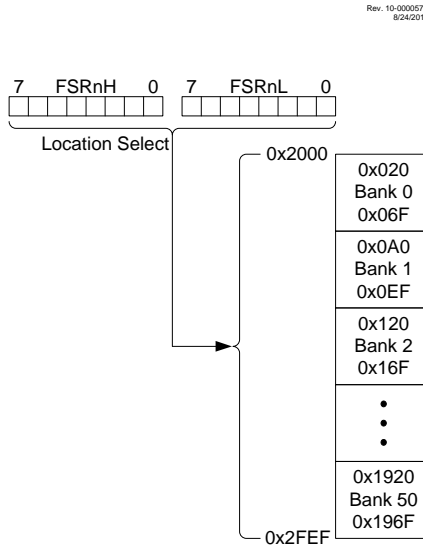 Rev. 10-000057
8/24/201
7 FSRnH 0 7 FSRnL 0
Location Select
0x2000
0x020
Bank 0
0x06F
0x0A0
Bank 1
0x0EF
0x120
Bank 2
0x16F
0x1920
Bank 50
0x196F
0x2FEF